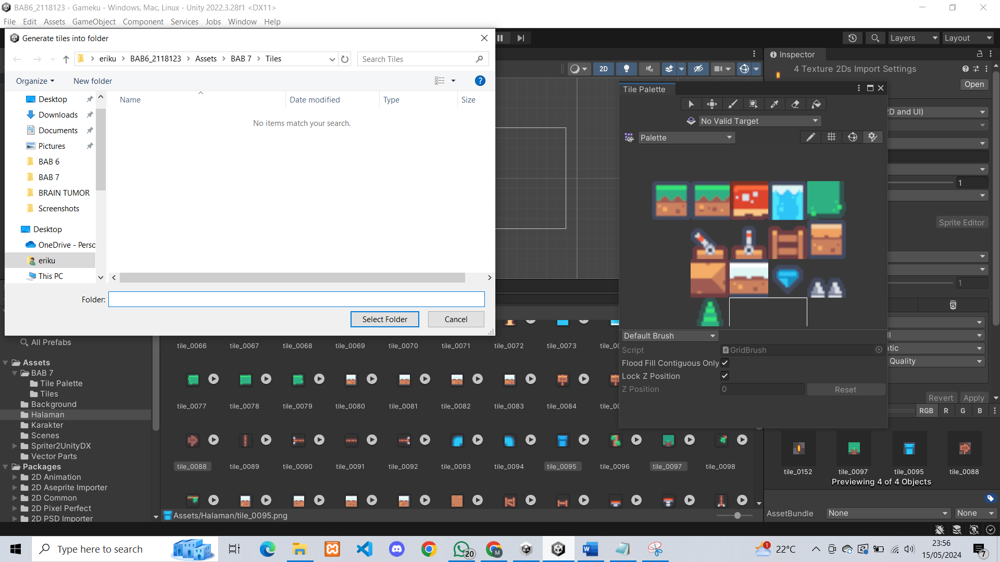 BAB6_2118123 - Gameku - Windows, Mac, Linux - Unity 2022.3.28f1 <DX11>
File Edit Assets GameObject Component Services Jobs Window Help
Generate tiles into folder
eriku BAB6_2118123 Assets BAB 7 Tiles
Search Tiles
Organize New folder
Name Date modified Type Size
No items match your search.
Desktop
Downloads
Documents
Pictures
BAB 6
BAB 7
BRAIN TUMOR
Screenshots
Desktop
OneDrive - Perso
eriku
This PC
Folder:
Select Folder Cancel
Layers Layout
2D
Inspector
4 Texture 2Ds Import Settings
Open
2D and UI)
1
Sprite Editor
1
Quality
Revert Apply
RGB R G B
Tile Palette
No Valid Target
Palette
Default Brush
Script GridBrush
Flood Fill Contiguous Only
Lock Z Position
Z Position 0 Reset
All Prefabs
Assets
BAB 7
Tile Palette
Tiles
Background
Halaman
Karakter
Scenes
Spriter2UnityDX
Vector Parts
Packages
2D Animation
2D Aseprite Importer
2D Common
2D Pixel Perfect
2D PSD Importer
tile_0066 tile_0067 tile_0068 tile_0069 tile_0070 tile_0071 tile_0072 tile_0073
tile_0077 tile_0078 tile_0079 tile_0080 tile_0081 tile_0082 tile_0083 tile_0084
tile_0088 tile_0089 tile_0090 tile_0091 tile_0092 tile_0093 tile_0094 tile_0095 tile_0096 tile_0097 tile_0098
Assets/Halaman/tile_0095.png
tile_0152 tile_0097 tile_0095 tile_0088
Previewing 4 of 4 Objects
AssetBundle None None
Type here to search
20
M
1
22°C
23:56
15/05/2024
7